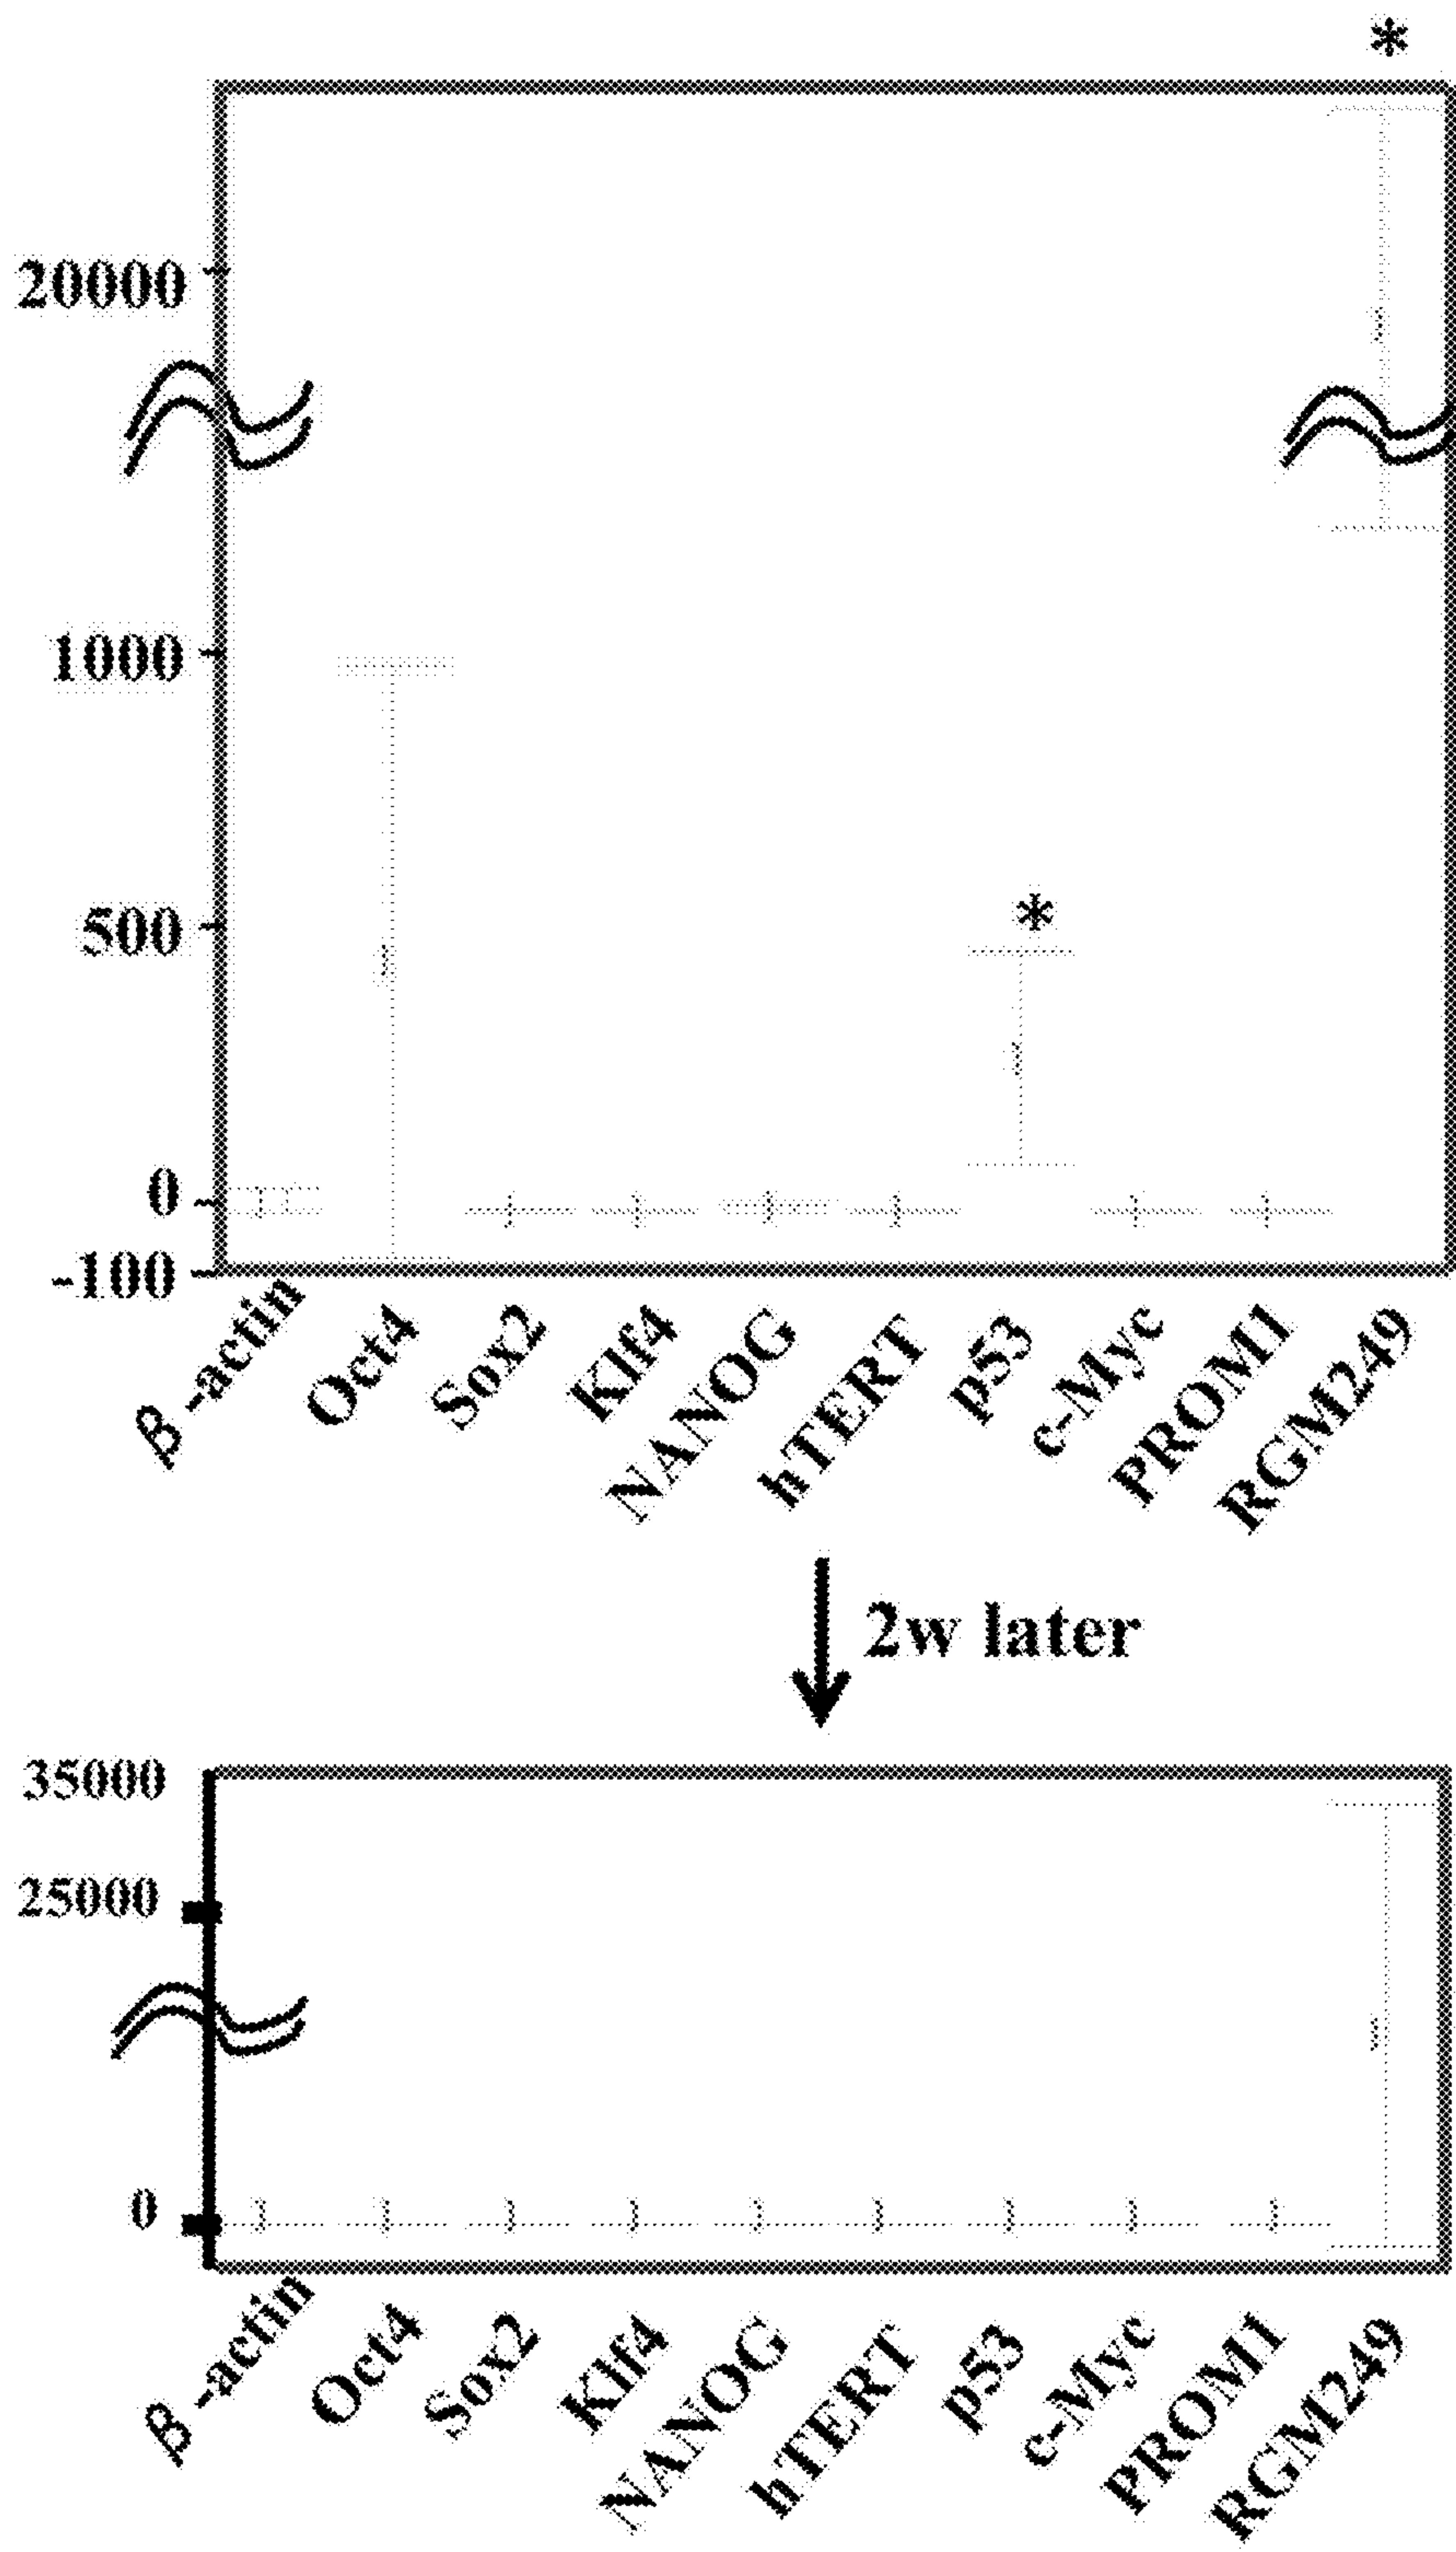 *
20000
1000
500
*
0
-100
β-actin
Oct4
Sox2
Klf4
NANOG
hTERT
p53
c-Myc
PROM1
RGM249
2w later
35000
25000
0
β-actin
Oct4
Sox2
Klf4
NANOG
hTERT
p53
c-Myc
PROM1
RGM249